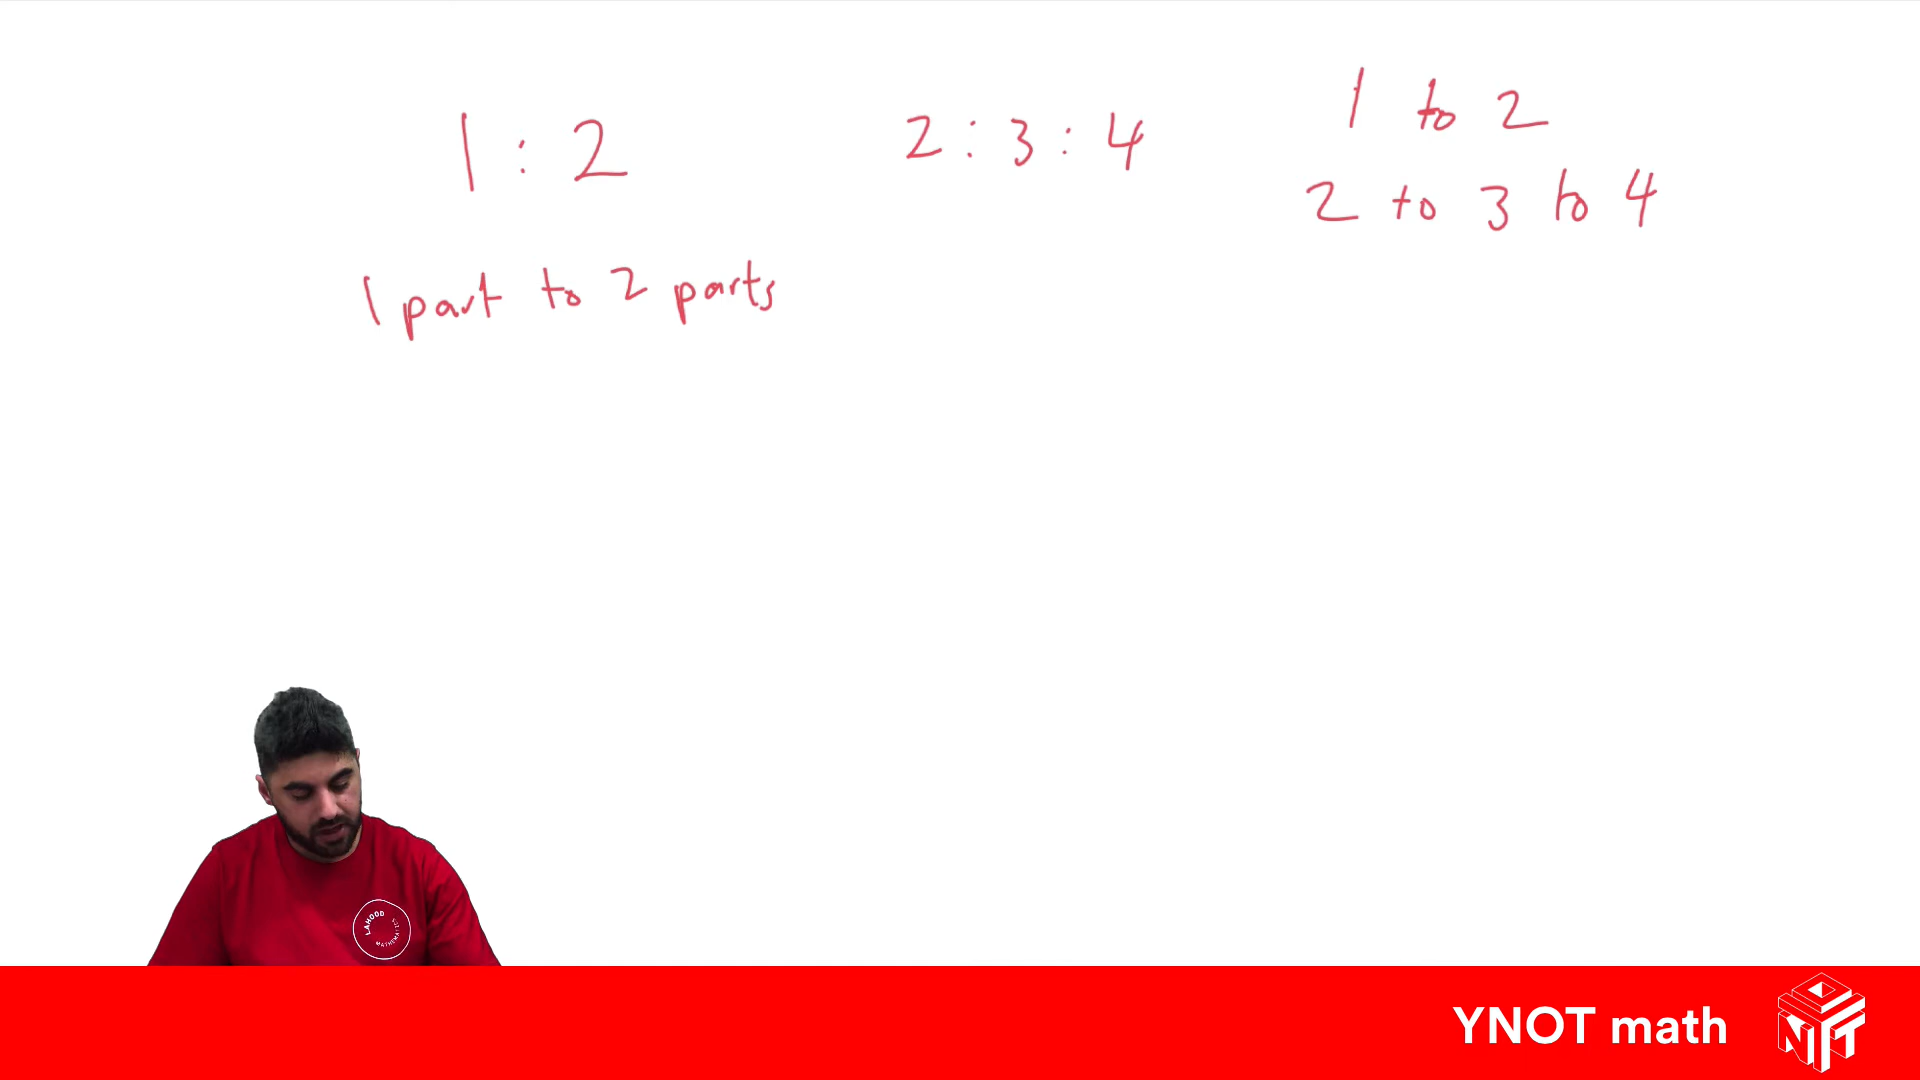 1 : 2
2 : 3 : 4
1 to 2
2 to 3 to 4
1 part to 2 parts
LAHOOD
YNOT math